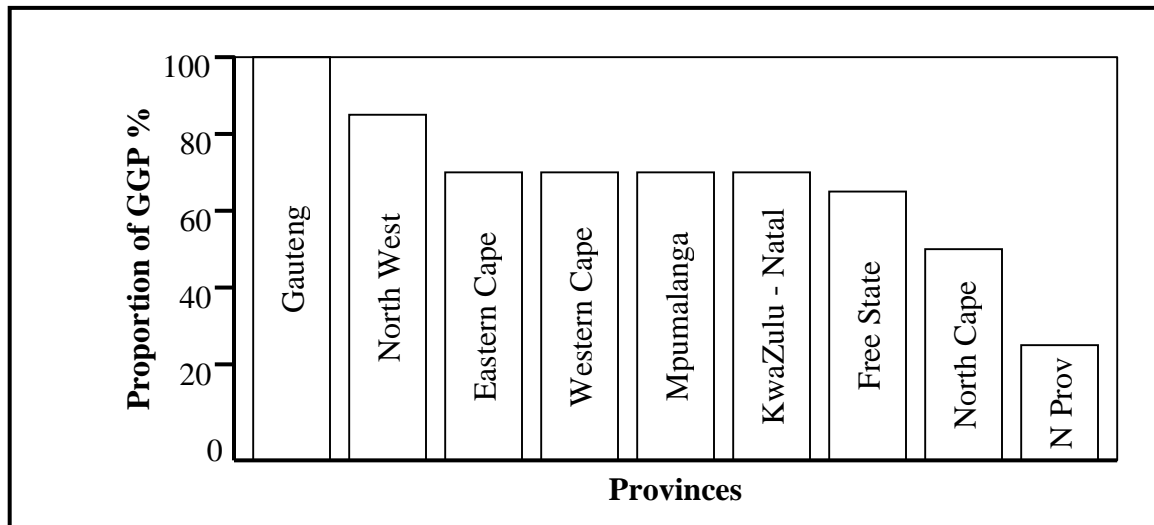 Proportion of GGP %
100
80
60
40
20
0
Gauteng
North West
Eastern Cape
Western Cape
Mpumalanga
KwaZulu - Natal
Free State
North Cape
N Prov
Provinces